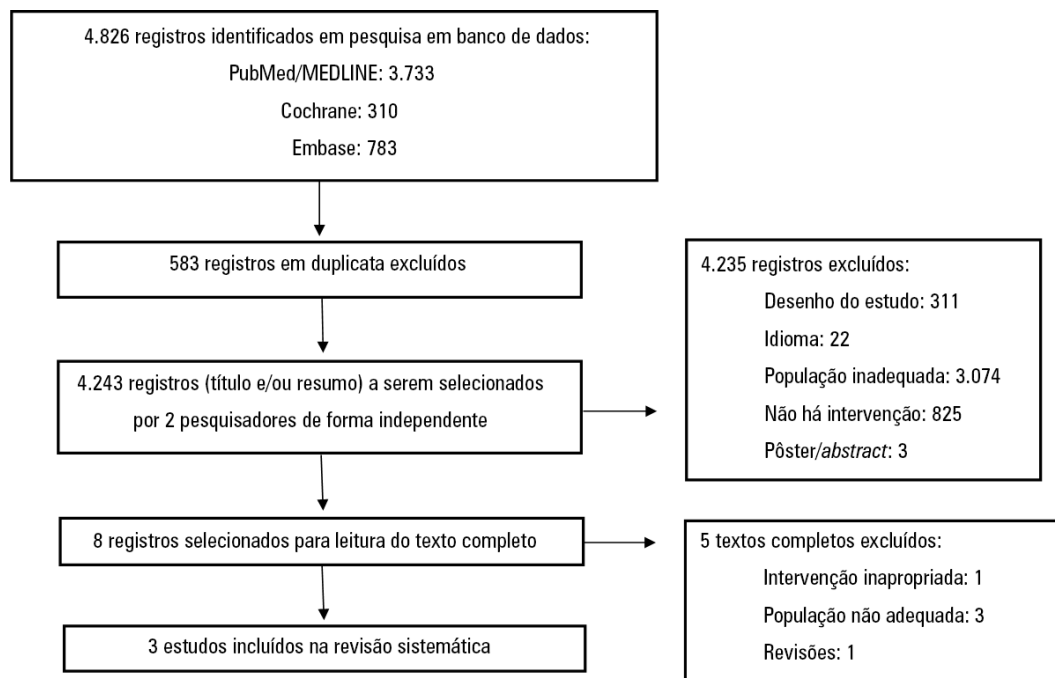 4.826 registros identificados em pesquisa em banco de dados:
PubMed/MEDLINE: 3.733
Cochrane: 310
Embase: 783
583 registros em duplicata excluídos
4.243 registros (título e/ou resumo) a serem selecionados
por 2 pesquisadores de forma independente
4.235 registros excluídos:
Desenho do estudo: 311
Idioma: 22
População inadequada: 3.074
Não há intervenção: 825
Pôster/abstract: 3
8 registros selecionados para leitura do texto completo
5 textos completos excluídos:
Intervenção inapropriada: 1
População não adequada: 3
Revisões: 1
3 estudos incluídos na revisão sistemática